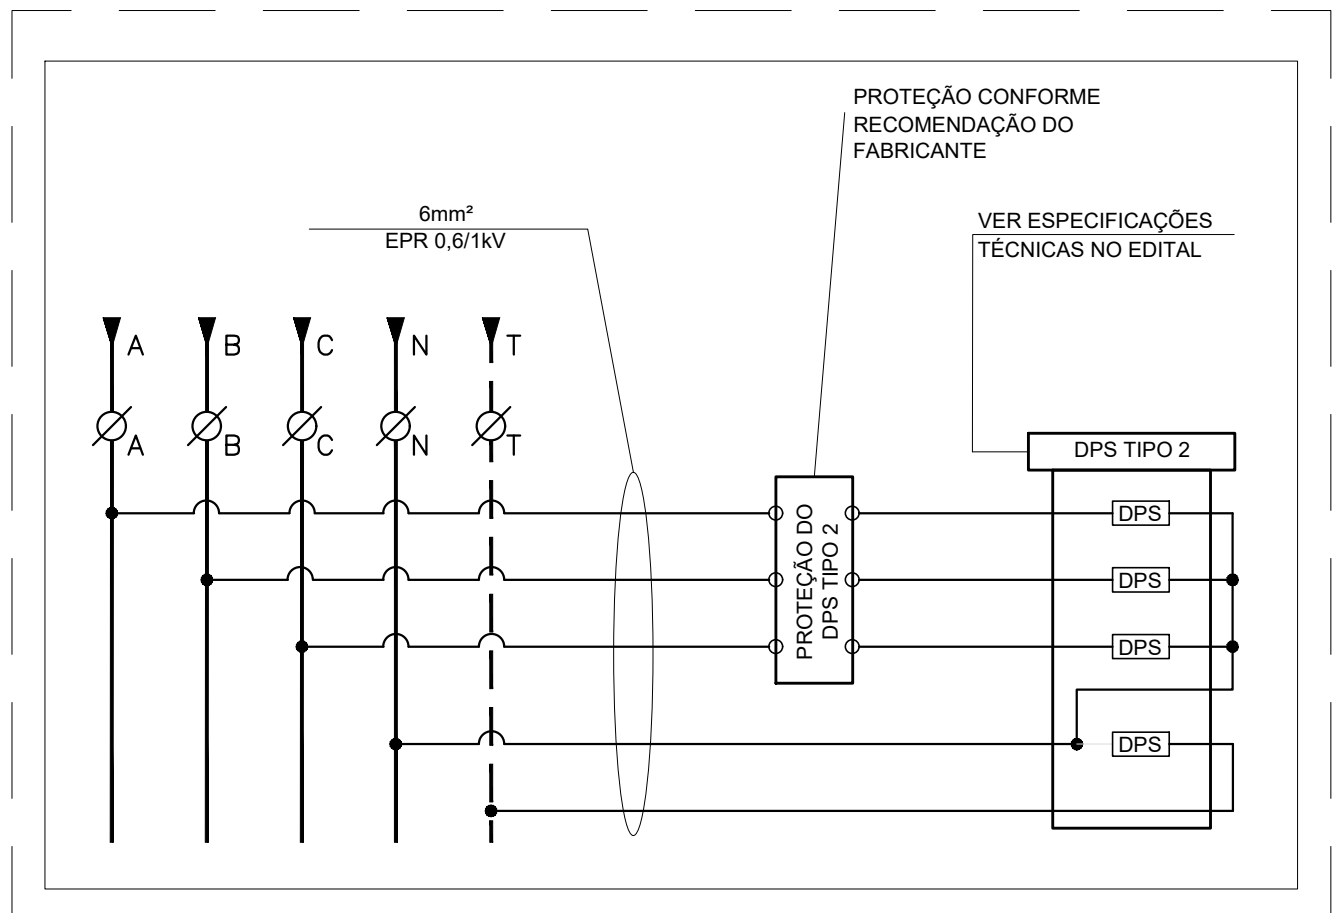 PROTEÇÃO CONFORME
RECOMENDAÇÃO DO
FABRICANTE
6mm²
EPR 0,6/1kV
VER ESPECIFICAÇÕES
TÉCNICAS NO EDITAL
A
B
C
N
T
A
B
C
N
T
DPS TIPO 2
PROTEÇÃO DO
DPS TIPO 2
DPS
DPS
DPS
DPS